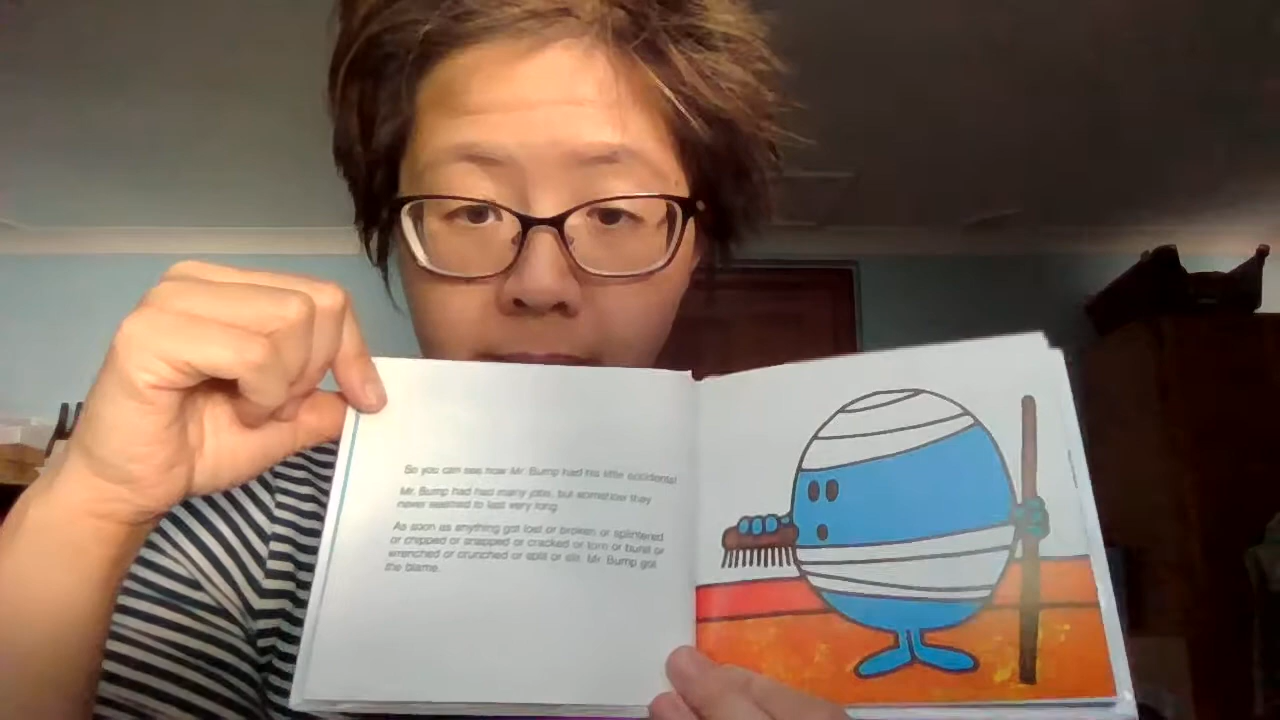 So you can see how Mr. Bump had his little accidents!
Mr. Bump had had many jobs, but somehow they
never seemed to last very long.
As soon as anything got lost or broken or splintered
or chipped or snapped or cracked or torn or burst or
wrenched or crunched or split or slit, Mr. Bump got
the blame.